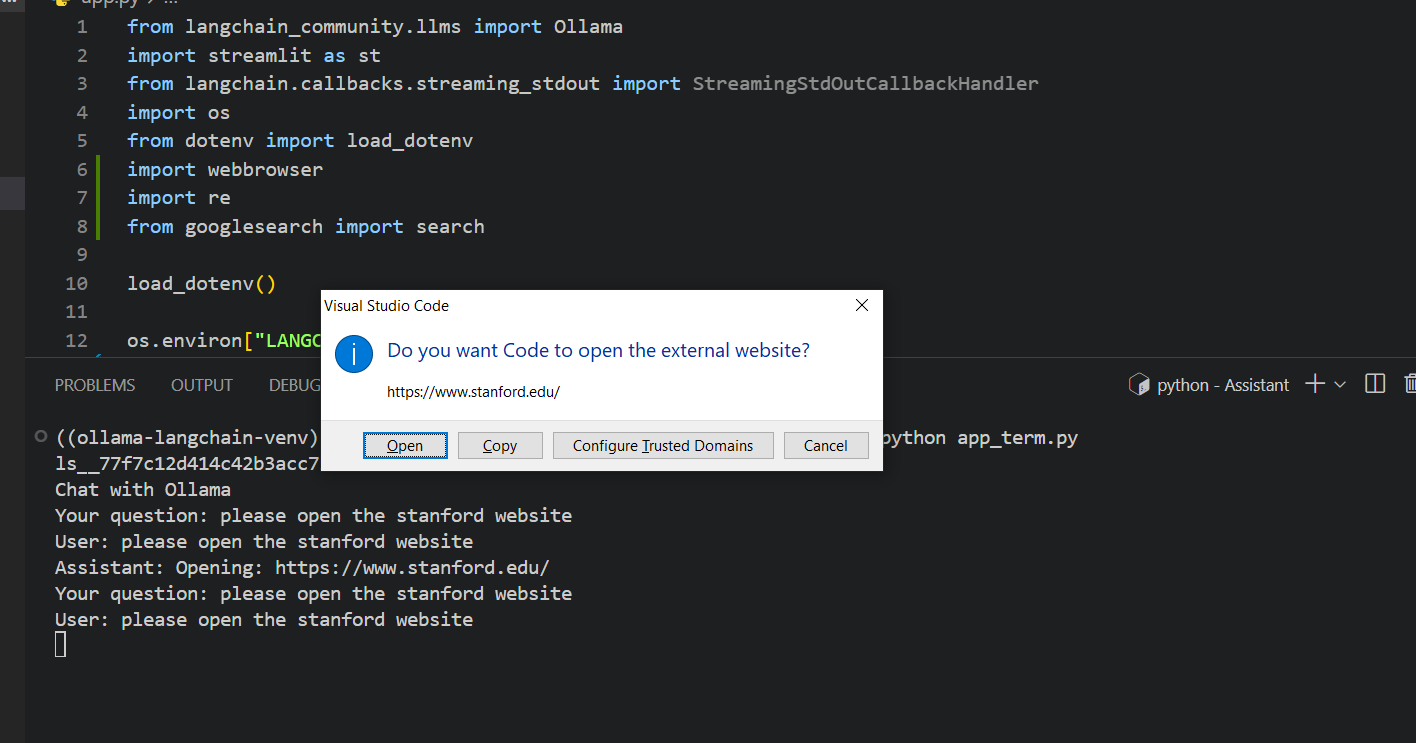 app.py > ...
1 from langchain_community.llms import Ollama
2 import streamlit as st
3 from langchain.callbacks.streaming_stdout import StreamingStdOutCallbackHandler
4 import os
5 from dotenv import load_dotenv
6 import webbrowser
7 import re
8 from googlesearch import search
9
10 load_dotenv()
11
12 os.environ["LANGC
Visual Studio Code
Do you want Code to open the external website?
https://www.stanford.edu/
Open Copy Configure Trusted Domains Cancel
PROBLEMS OUTPUT DEBUG python - Assistant
((ollama-langchain-venv) python app_term.py
ls__77f7c12d414c42b3acc7
Chat with Ollama
Your question: please open the stanford website
User: please open the stanford website
Assistant: Opening: https://www.stanford.edu/
Your question: please open the stanford website
User: please open the stanford website